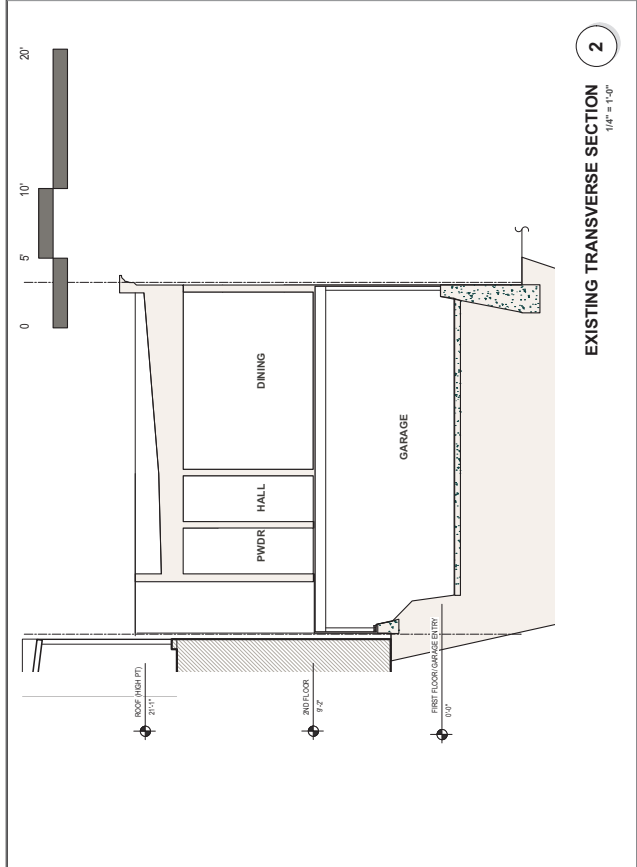 0
5'
10'
20'
PWDR
HALL
DINING
GARAGE
ROOF (HIGH PT)
21'-1"
2ND FLOOR
9'-2"
FIRST FLOOR/GARAGE ENTRY
0'-0"
EXISTING TRANSVERSE SECTION
1/4" = 1'-0"
2